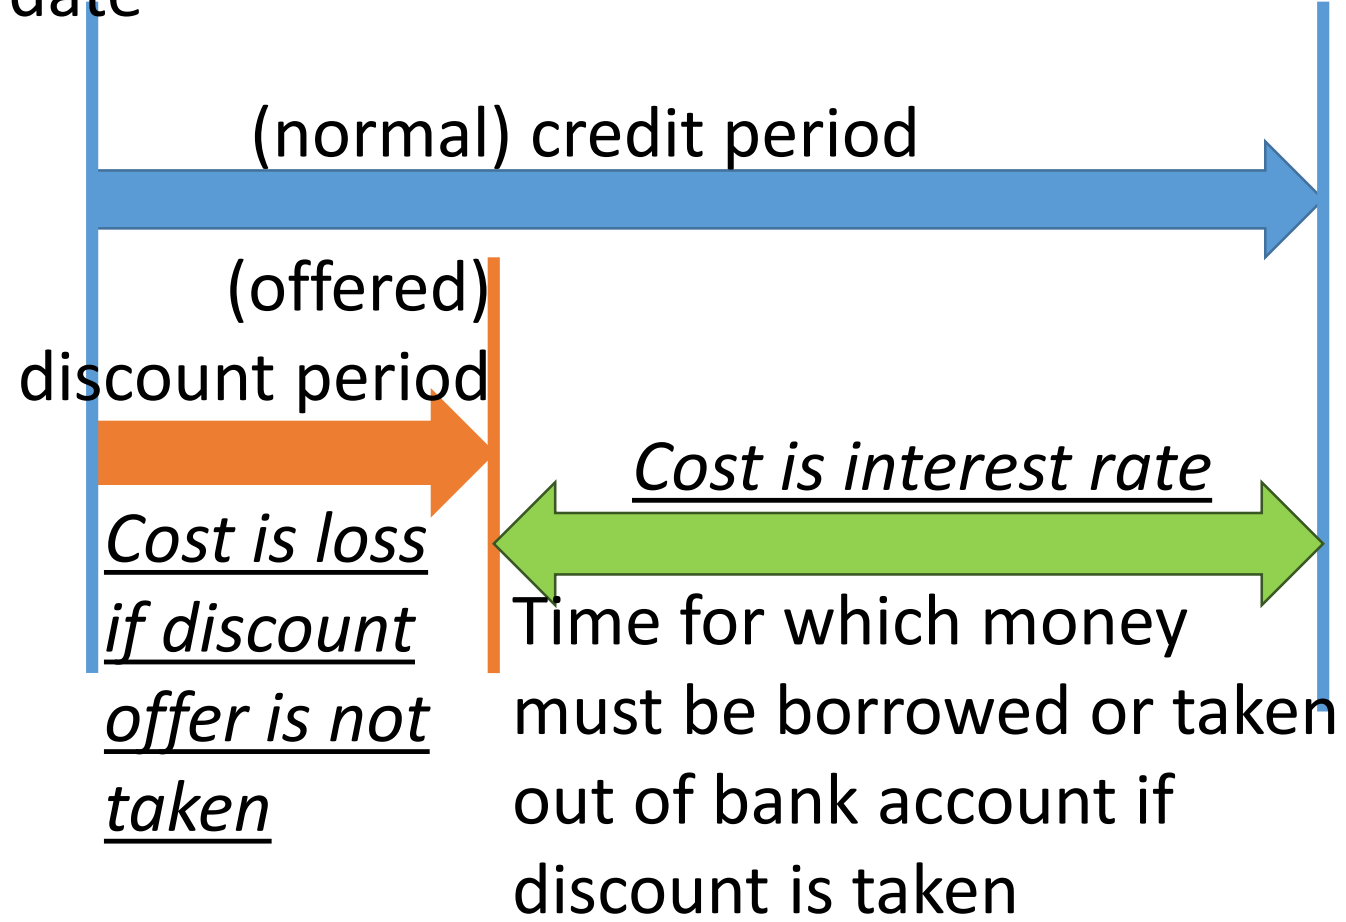 date
(normal) credit period
(offered)
discount period
Cost is interest rate
Cost is loss
if discount
offer is not
taken
Time for which money
must be borrowed or taken
out of bank account if
discount is taken